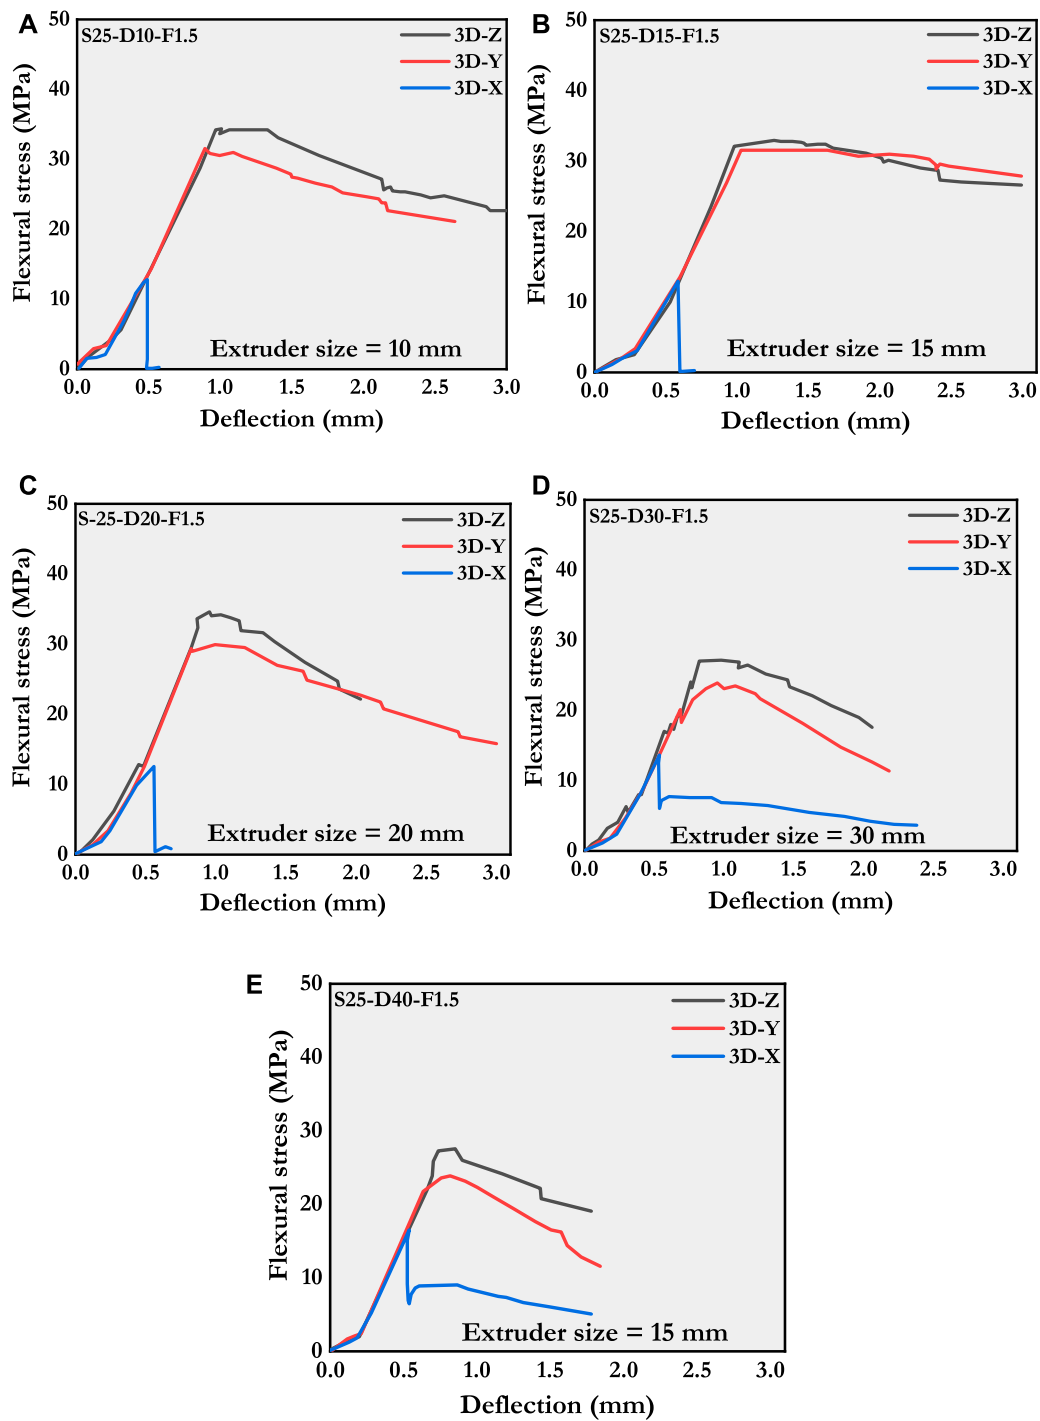 A
S25-D10-F1.5
3D-Z
3D-Y
3D-X
50
40
30
20
10
0
Flexural stress (MPa)
Extruder size = 10 mm
0.0 0.5 1.0 1.5 2.0 2.5 3.0
Deflection (mm)
B
S25-D15-F1.5
3D-Z
3D-Y
3D-X
50
40
30
20
10
0
Flexural stress (MPa)
Extruder size = 15 mm
0.0 0.5 1.0 1.5 2.0 2.5 3.0
Deflection (mm)
C
S-25-D20-F1.5
3D-Z
3D-Y
3D-X
50
40
30
20
10
0
Flexural stress (MPa)
Extruder size = 20 mm
0.0 0.5 1.0 1.5 2.0 2.5 3.0
Deflection (mm)
D
S25-D30-F1.5
3D-Z
3D-Y
3D-X
50
40
30
20
10
0
Flexural stress (MPa)
Extruder size = 30 mm
0.0 0.5 1.0 1.5 2.0 2.5 3.0
Deflection (mm)
E
S25-D40-F1.5
3D-Z
3D-Y
3D-X
50
40
30
20
10
0
Flexural stress (MPa)
Extruder size = 15 mm
0.0 0.5 1.0 1.5 2.0 2.5 3.0
Deflection (mm)